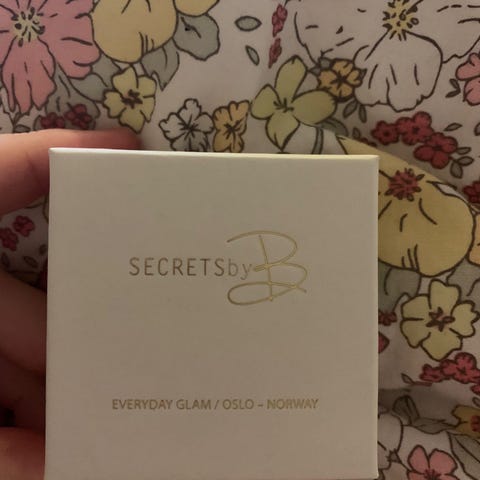 SECRETSbyB
EVERYDAY GLAM / OSLO – NORWAY